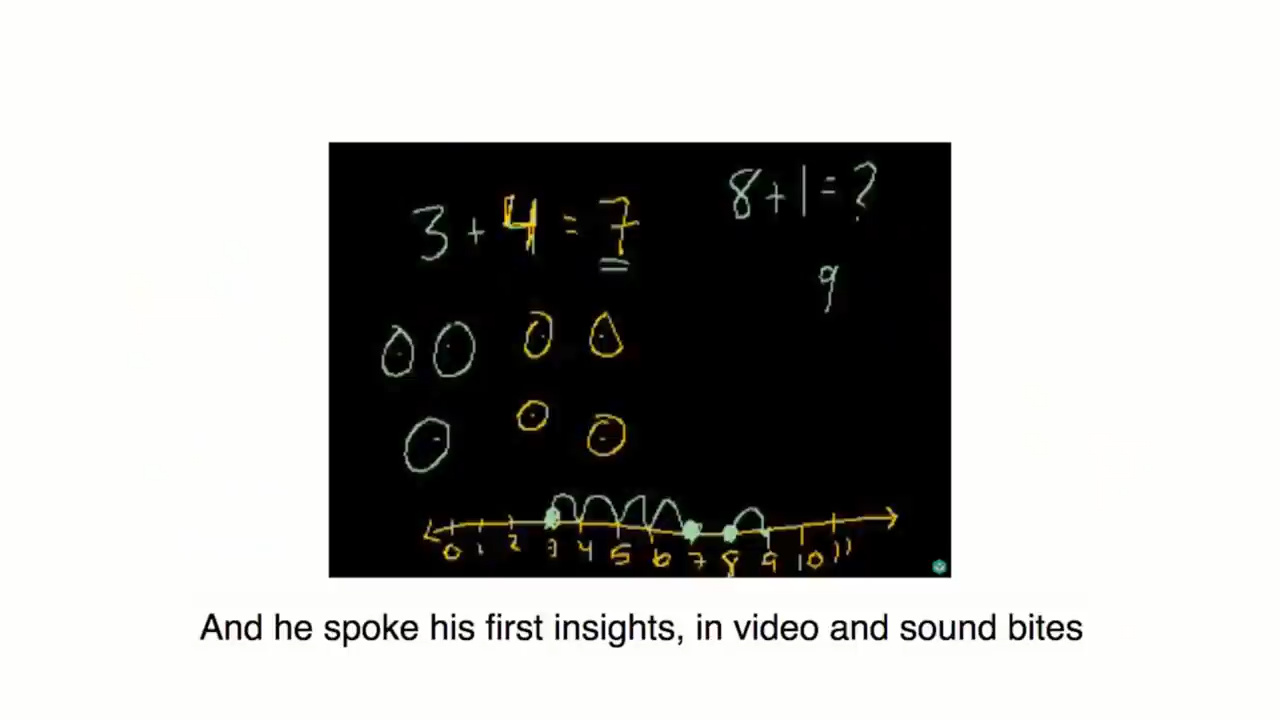 3 + 4 = 7
8 + 1 = ?
9
0 1 2 3 4 5 6 7 8 9 10 11
And he spoke his first insights, in video and sound bites